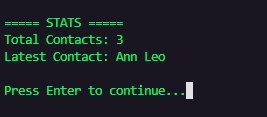 ===== STATS =====
Total Contacts: 3
Latest Contact: Ann Leo
Press Enter to continue...